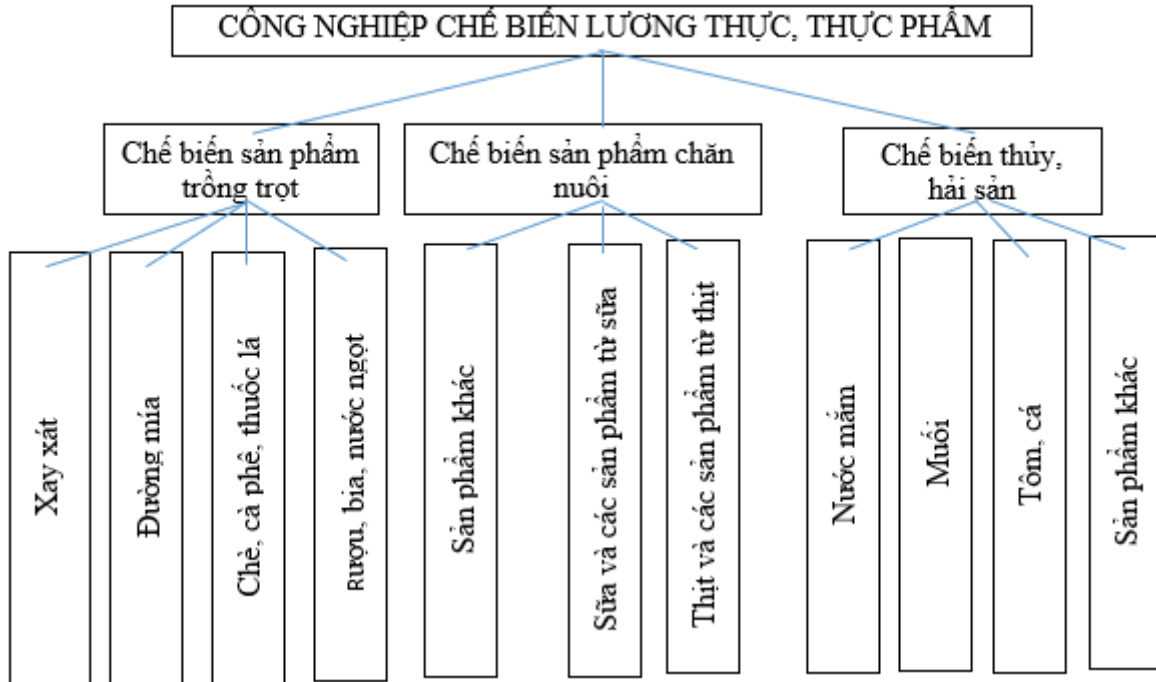 CÔNG NGHIỆP CHẾ BIẾN LƯƠNG THỰC, THỰC PHẨM
Chế biến sản phẩm
trồng trọt
Chế biến sản phẩm chăn
nuôi
Chế biến thủy,
hải sản
Xay xát
Đường mía
Chè, cà phê, thuốc lá
Rượu, bia, nước ngọt
Sản phẩm khác
Sữa và các sản phẩm từ sữa
Thịt và các sản phẩm từ thịt
Nước mắm
Muối
Tôm, cá
Sản phẩm khác